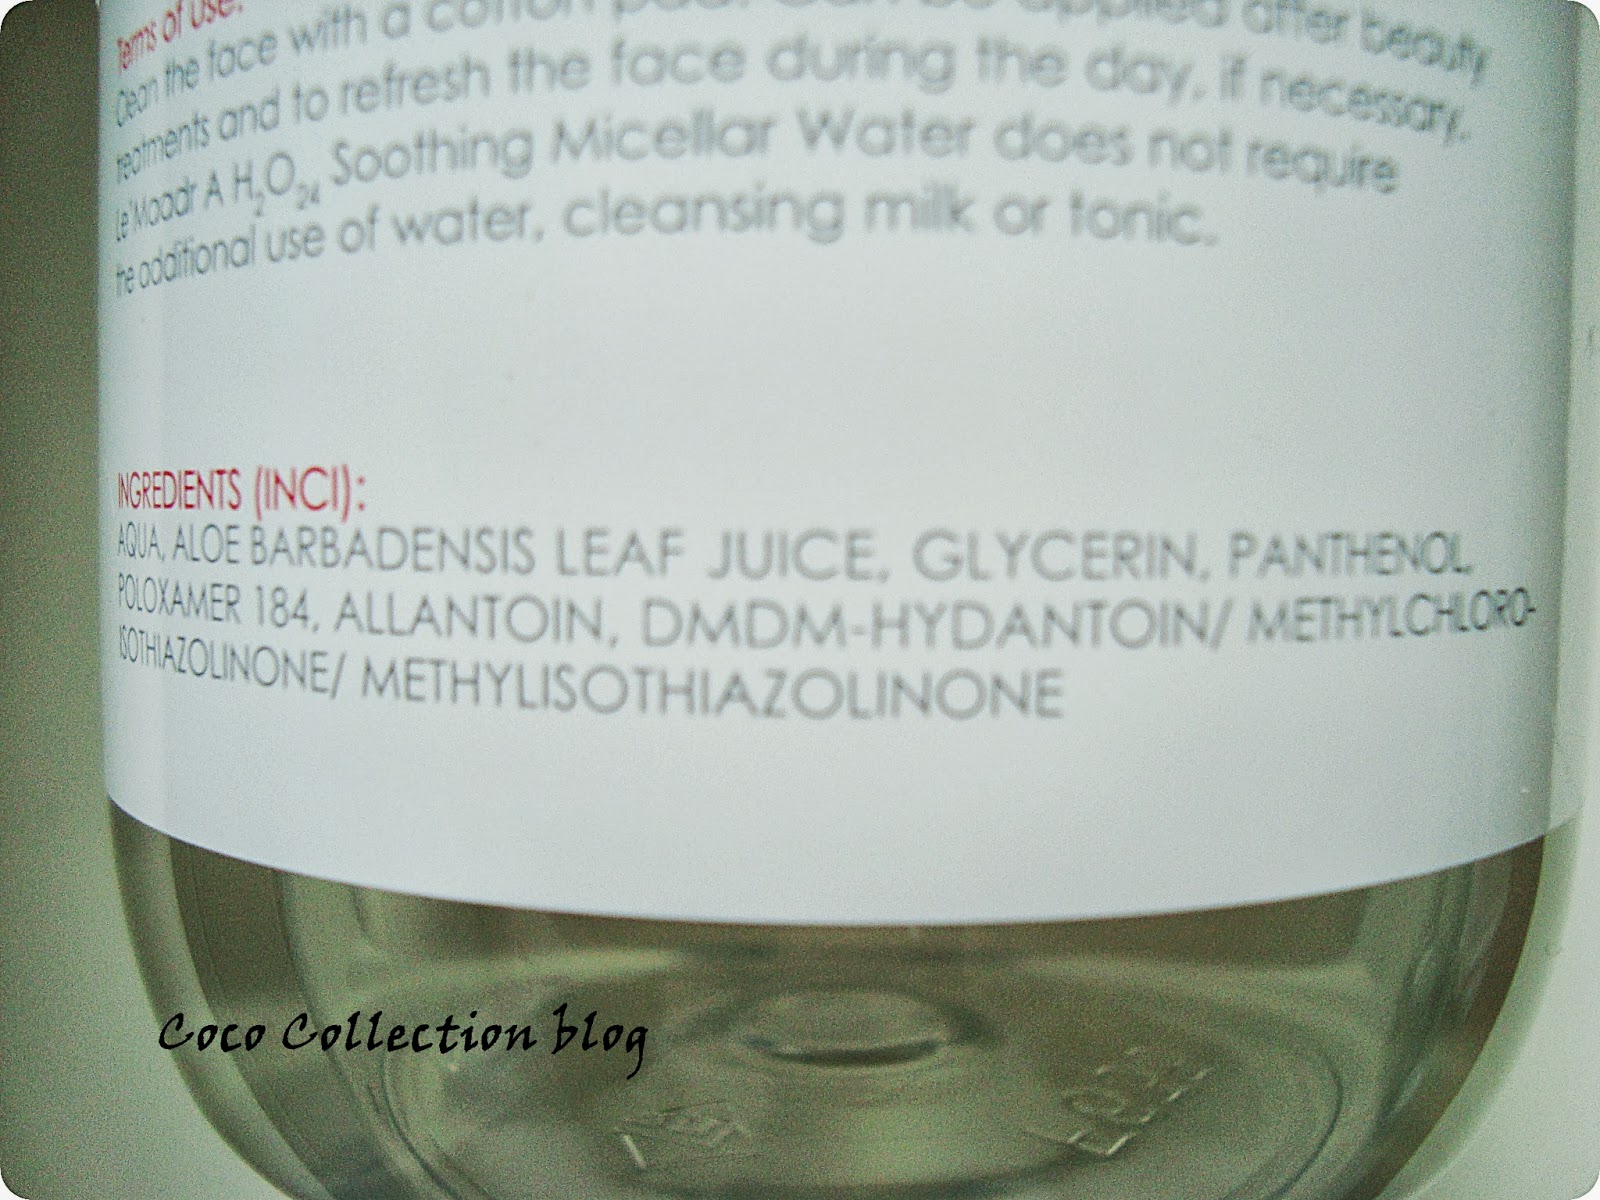 Terms of use:
Clean the face with a cotton pad. Can be applied after beauty
treatments and to refresh the face during the day, if necessary.
Le'Maadr A H2O24 Soothing Micellar Water does not require
the additional use of water, cleansing milk or tonic.
INGREDIENTS (INCI):
AQUA, ALOE BARBADENSIS LEAF JUICE, GLYCERIN, PANTHENOL,
POLOXAMER 184, ALLANTOIN, DMDM-HYDANTOIN/ METHYLCHLORO-
ISOTHIAZOLINONE/ METHYLISOTHIAZOLINONE
Coco Collection blog